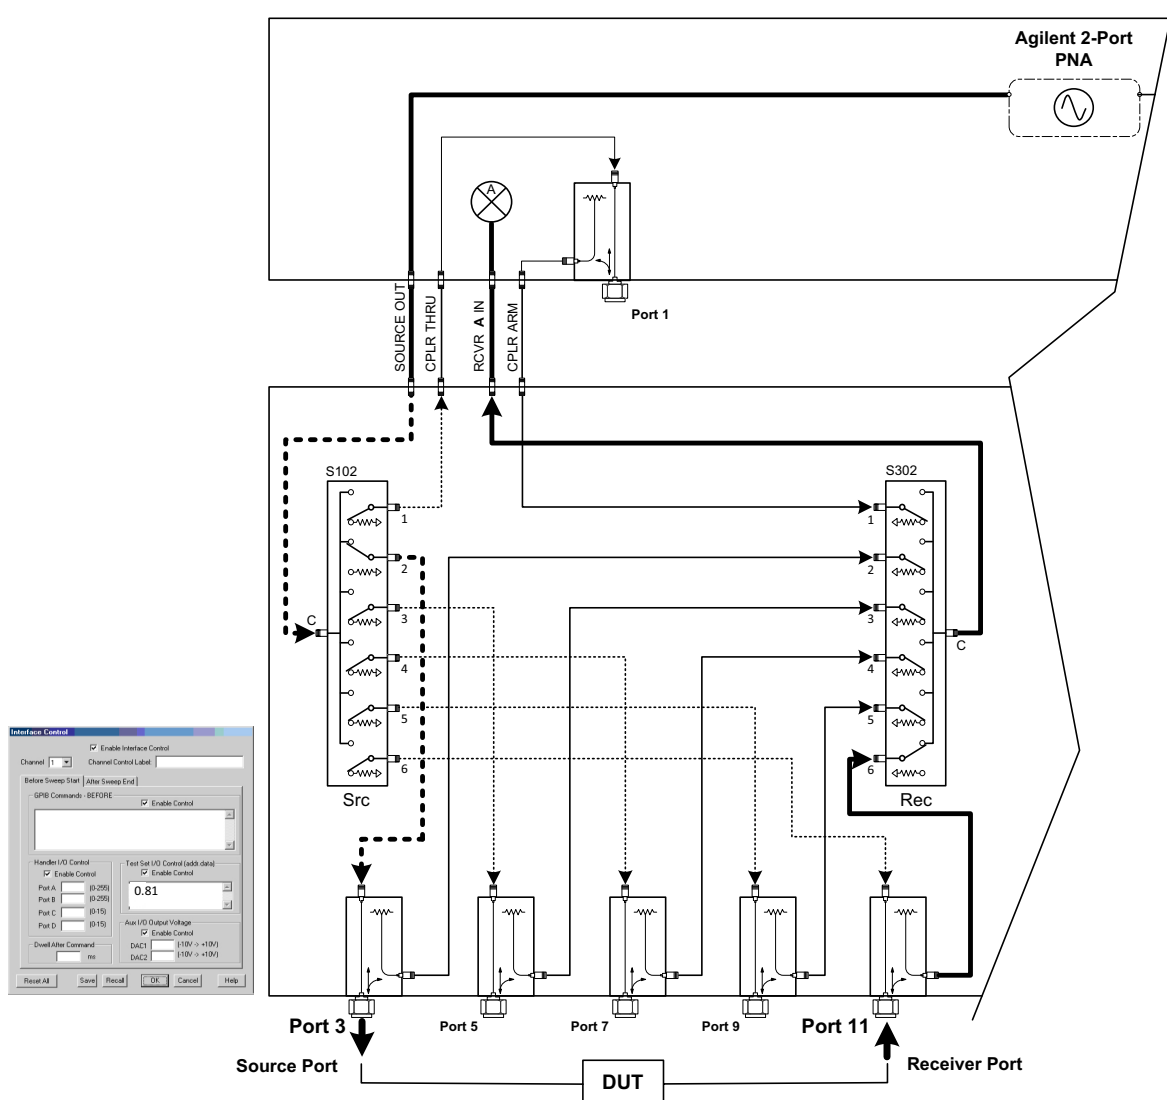 Agilent 2-Port
PNA
A
SOURCE OUT
CPLR THRU
RCVR A IN
CPLR ARM
Port 1
S102
S302
1
2
3
4
5
6
C
Src
1
2
3
4
5
6
C
Rec
Interface Control
Enable Interface Control
Channel 1
Channel Control Label:
Before Sweep Start
After Sweep End
GPIB Commands - BEFORE
Enable Control
Handler I/O Control
Enable Control
Port A (0-255)
Port B (0-255)
Port C (0-15)
Port D (0-15)
Test Set I/O Control (addr.data)
Enable Control
0.81
Aux I/O Output Voltage
Enable Control
DAC1 (-10V -> +10V)
DAC2 (-10V -> +10V)
Dwell After Command
ms
Reset All
Save
Recall
OK
Cancel
Help
Port 3
Port 5
Port 7
Port 9
Port 11
Source Port
Receiver Port
DUT